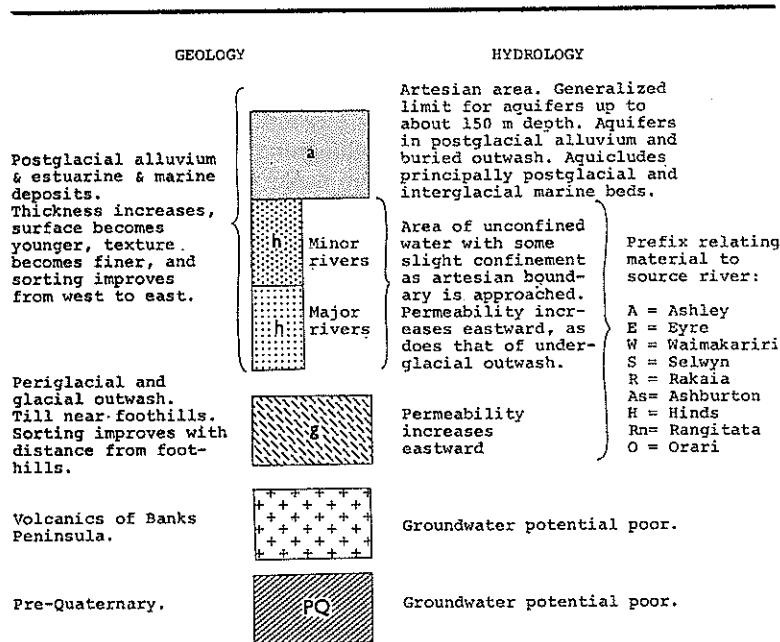 GEOLOGY
HYDROLOGY
Postglacial alluvium
& estuarine & marine
deposits.
Thickness increases,
surface becomes
younger, texture
becomes finer, and
sorting improves
from west to east.
a
Artesian area. Generalized
limit for aquifers up to
about 150 m depth. Aquifers
in postglacial alluvium and
buried outwash. Aquicludes
principally postglacial and
interglacial marine beds.
h
Minor
rivers
h
Major
rivers
Area of unconfined
water with some
slight confinement
as artesian bound-
ary is approached.
Permeability incr-
eases eastward, as
does that of under-
glacial outwash.
Prefix relating
material to
source river:
A = Ashley
E = Eyre
W = Waimakariri
S = Selwyn
R = Rakaia
As= Ashburton
H = Hinds
Rn= Rangitata
O = Orari
Periglacial and
glacial outwash.
Till near foothills.
Sorting improves with
distance from foot-
hills.
g
Permeability
increases
eastward
Volcanics of Banks
Peninsula.
Groundwater potential poor.
Pre-Quaternary.
PQ
Groundwater potential poor.